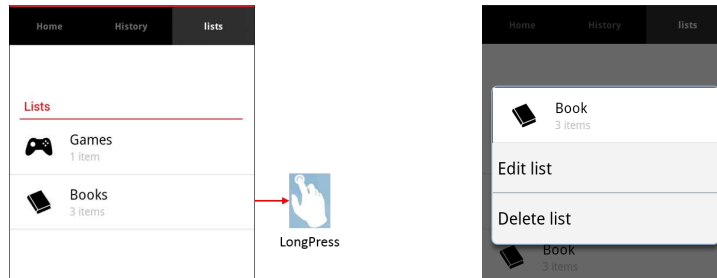 Home History lists
Lists
Games
1 item
Books
3 items
LongPress
Home History lists
Book
3 items
Edit list
Delete list
Book
3 items